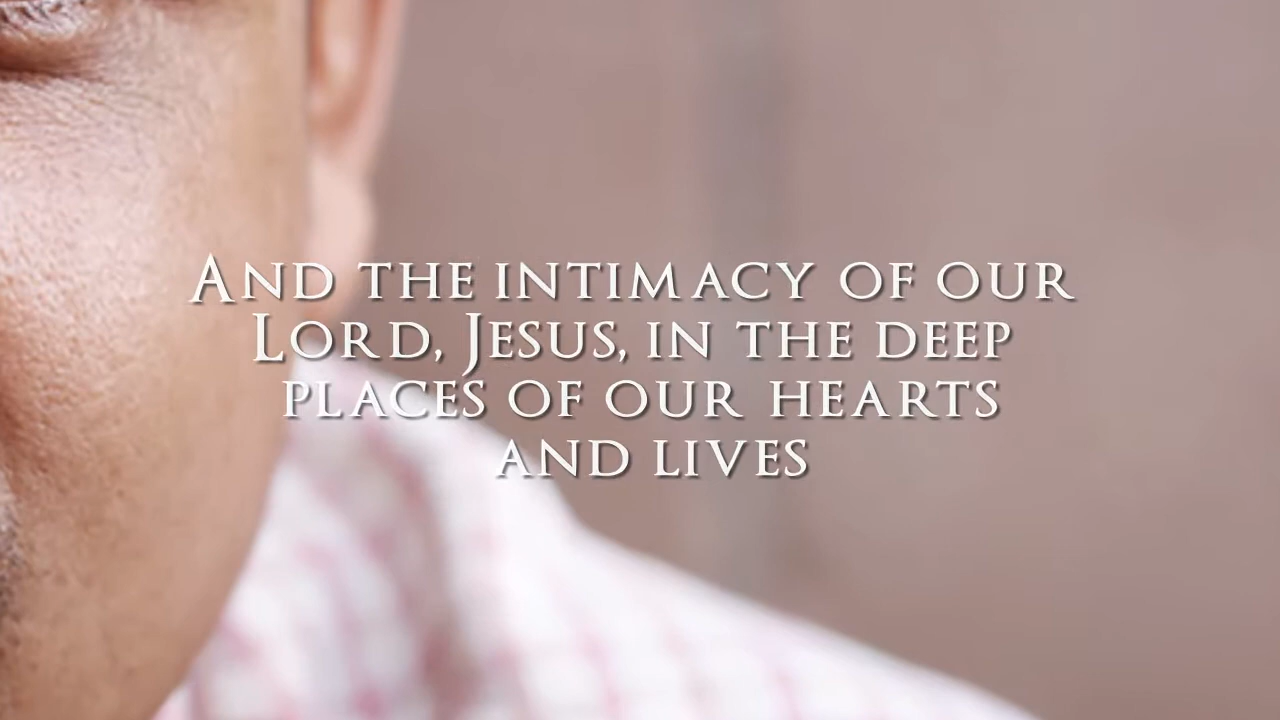 And the intimacy of our
Lord, Jesus, in the deep
places of our hearts
and lives